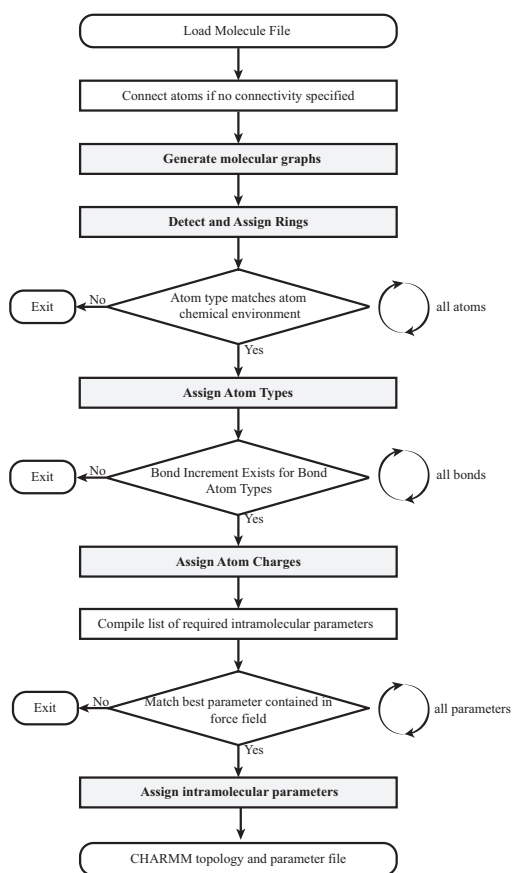 Load Molecule File
Connect atoms if no connectivity specified
Generate molecular graphs
Detect and Assign Rings
Exit
No
Atom type matches atom
chemical environment
all atoms
Yes
Assign Atom Types
Exit
No
Bond Increment Exists for Bond
Atom Types
all bonds
Yes
Assign Atom Charges
Compile list of required intramolecular parameters
Exit
No
Match best parameter contained in
force field
all parameters
Yes
Assign intramolecular parameters
CHARMM topology and parameter file